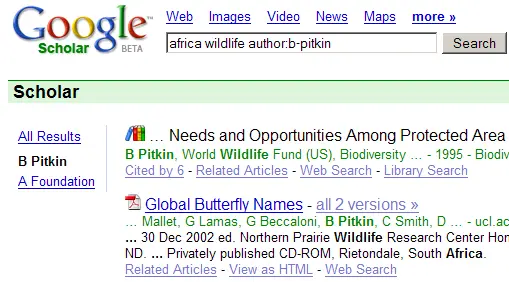 Web Images Video News Maps more »
Google™
Scholar BETA
africa wildlife author:b-pitkin Search
Scholar
All Results
B Pitkin
A Foundation
... Needs and Opportunities Among Protected Area
B Pitkin, World Wildlife Fund (US), Biodiversity ... - 1995 - Biodiv
Cited by 6 - Related Articles - Web Search - Library Search
Global Butterfly Names - all 2 versions »
... Mallet, G Lamas, G Beccaloni, B Pitkin, C Smith, D ... - ucl.ac
... 30 Dec 2002 ed. Northern Prairie Wildlife Research Center Hom
ND. ... Privately published CD-ROM, Rietondale, South Africa.
Related Articles - View as HTML - Web Search